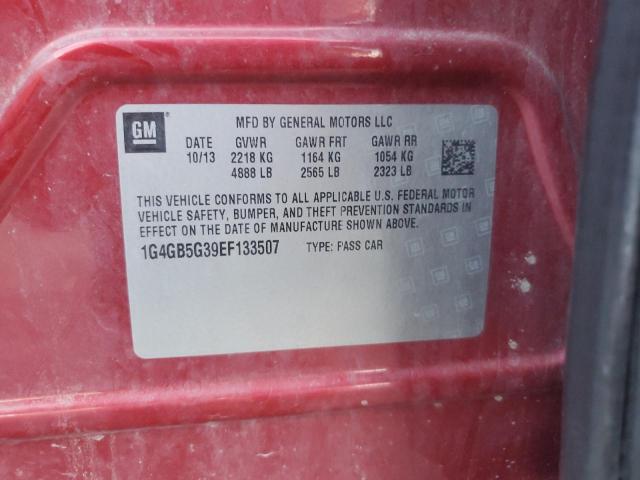 GM
MFD BY GENERAL MOTORS LLC
DATE GVWR GAWR FRT GAWR RR
10/13 2218 KG 1164 KG 1054 KG
4888 LB 2565 LB 2323 LB
THIS VEHICLE CONFORMS TO ALL APPLICABLE U.S. FEDERAL MOTOR
VEHICLE SAFETY, BUMPER, AND THEFT PREVENTION STANDARDS IN
EFFECT ON THE DATE OF MANUFACTURE SHOWN ABOVE.
1G4GB5G39EF133507 TYPE: PASS CAR